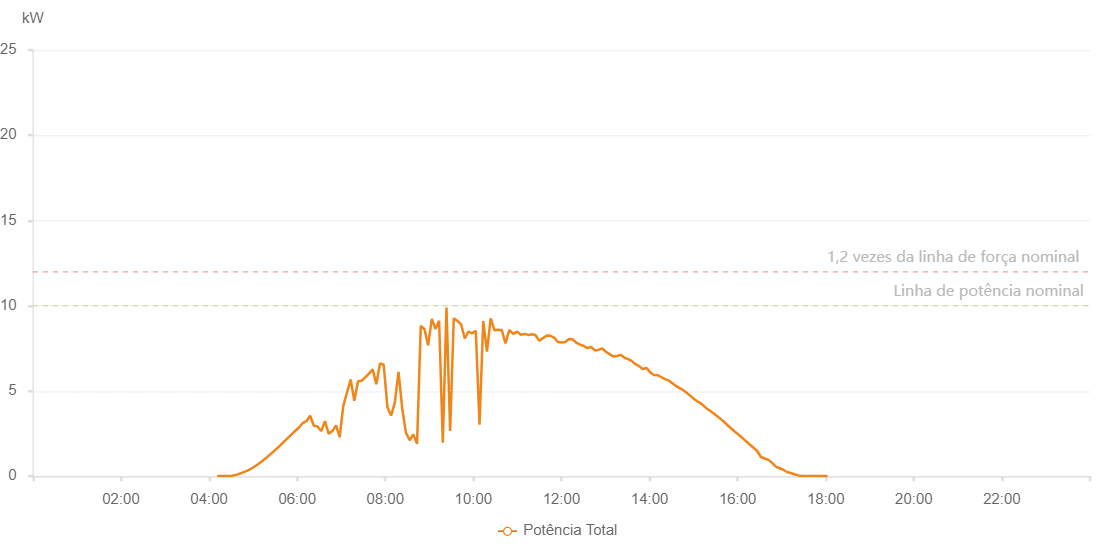 kW
25
20
15
1,2 vezes da linha de força nominal
Linha de potência nominal
10
5
0
02:00 04:00 06:00 08:00 10:00 12:00 14:00 16:00 18:00 20:00 22:00
Potência Total